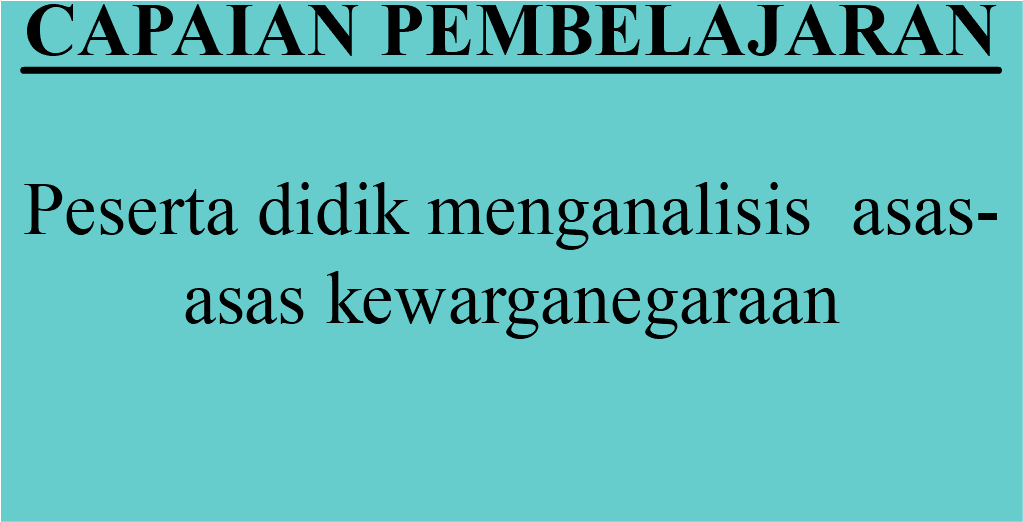 CAPAIAN PEMBELAJARAN
Peserta didik menganalisis  asas-
asas kewarganegaraan